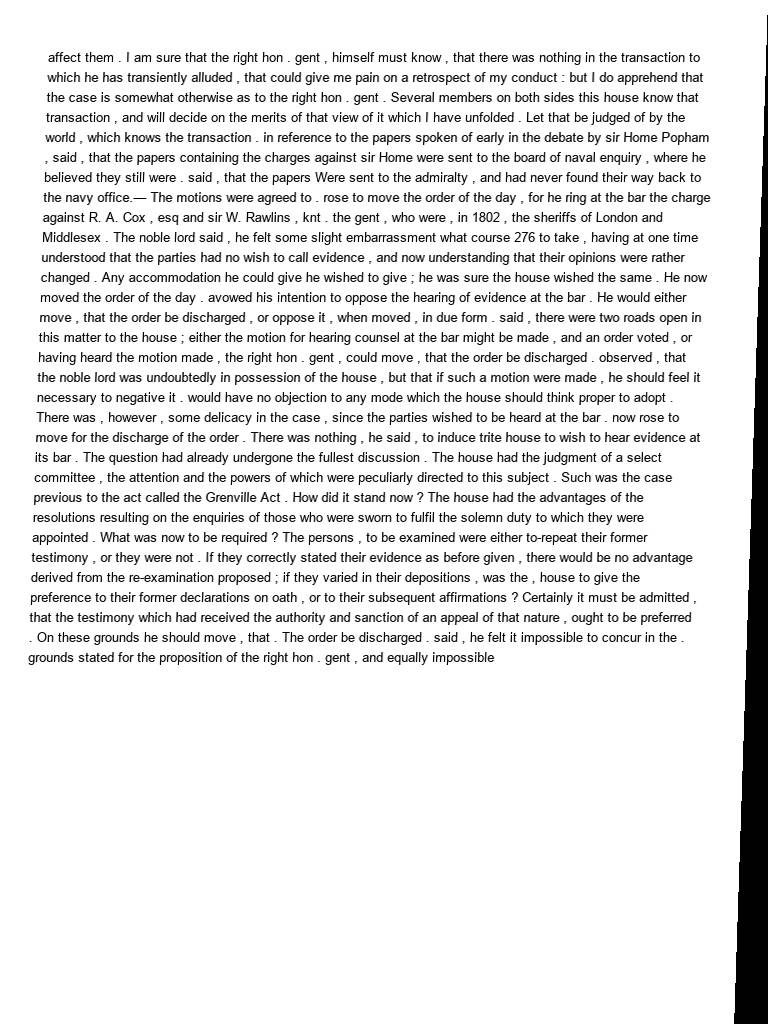 affect them . I am sure that the right hon . gent , himself must know , that there was nothing in the transaction to
which he has transiently alluded , that could give me pain on a retrospect of my conduct : but I do apprehend that
the case is somewhat otherwise as to the right hon . gent . Several members on both sides this house know that
transaction , and will decide on the merits of that view of it which I have unfolded . Let that be judged of by the
world , which knows the transaction . in reference to the papers spoken of early in the debate by sir Home Popham
, said , that the papers containing the charges against sir Home were sent to the board of naval enquiry , where he
believed they still were . said , that the papers Were sent to the admiralty , and had never found their way back to
the navy office.— The motions were agreed to . rose to move the order of the day , for he ring at the bar the charge
against R. A. Cox , esq and sir W. Rawlins , knt . the gent , who were , in 1802 , the sheriffs of London and
Middlesex . The noble lord said , he felt some slight embarrassment what course 276 to take , having at one time
understood that the parties had no wish to call evidence , and now understanding that their opinions were rather
changed . Any accommodation he could give he wished to give ; he was sure the house wished the same . He now
moved the order of the day . avowed his intention to oppose the hearing of evidence at the bar . He would either
move , that the order be discharged , or oppose it , when moved , in due form . said , there were two roads open in
this matter to the house ; either the motion for hearing counsel at the bar might be made , and an order voted , or
having heard the motion made , the right hon . gent , could move , that the order be discharged . observed , that
the noble lord was undoubtedly in possession of the house , but that if such a motion were made , he should feel it
necessary to negative it . would have no objection to any mode which the house should think proper to adopt .
There was , however , some delicacy in the case , since the parties wished to be heard at the bar . now rose to
move for the discharge of the order . There was nothing , he said , to induce trite house to wish to hear evidence at
its bar . The question had already undergone the fullest discussion . The house had the judgment of a select
committee , the attention and the powers of which were peculiarly directed to this subject . Such was the case
previous to the act called the Grenville Act . How did it stand now ? The house had the advantages of the
resolutions resulting on the enquiries of those who were sworn to fulfil the solemn duty to which they were
appointed . What was now to be required ? The persons , to be examined were either to-repeat their former
testimony , or they were not . If they correctly stated their evidence as before given , there would be no advantage
derived from the re-examination proposed ; if they varied in their depositions , was the , house to give the
preference to their former declarations on oath , or to their subsequent affirmations ? Certainly it must be admitted ,
that the testimony which had received the authority and sanction of an appeal of that nature , ought to be preferred
. On these grounds he should move , that . The order be discharged . said , he felt it impossible to concur in the .
grounds stated for the proposition of the right hon . gent , and equally impossible